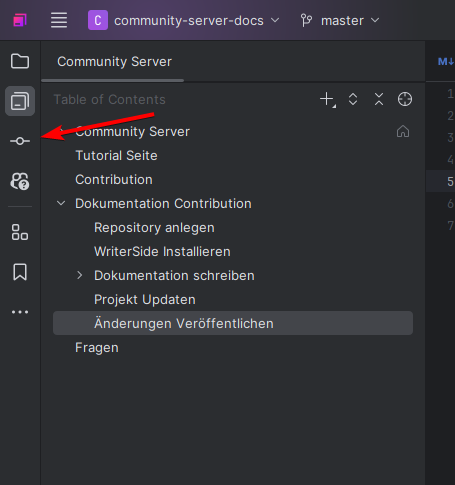 C community-server-docs master
Community Server
M↓
Table of Contents
1
Community Server
2
Tutorial Seite
3
Contribution
4
5
Dokumentation Contribution
6
Repository anlegen
7
WriterSide Installieren
Dokumentation schreiben
Projekt Updaten
Änderungen Veröffentlichen
Fragen